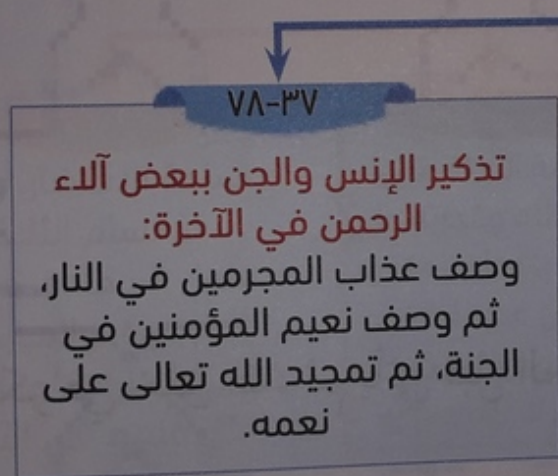 ٣٧-٧٨
تذكير الإنس والجن ببعض آلاء
الرحمن في الآخرة:
وصف عذاب المجرمين في النار،
ثم وصف نعيم المؤمنين في
الجنة، ثم تمجيد الله تعالى على
نعمه.